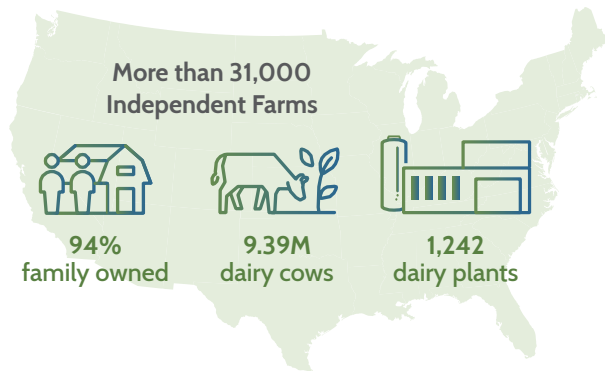 More than 31,000
Independent Farms
94%
family owned
9.39M
dairy cows
1,242
dairy plants